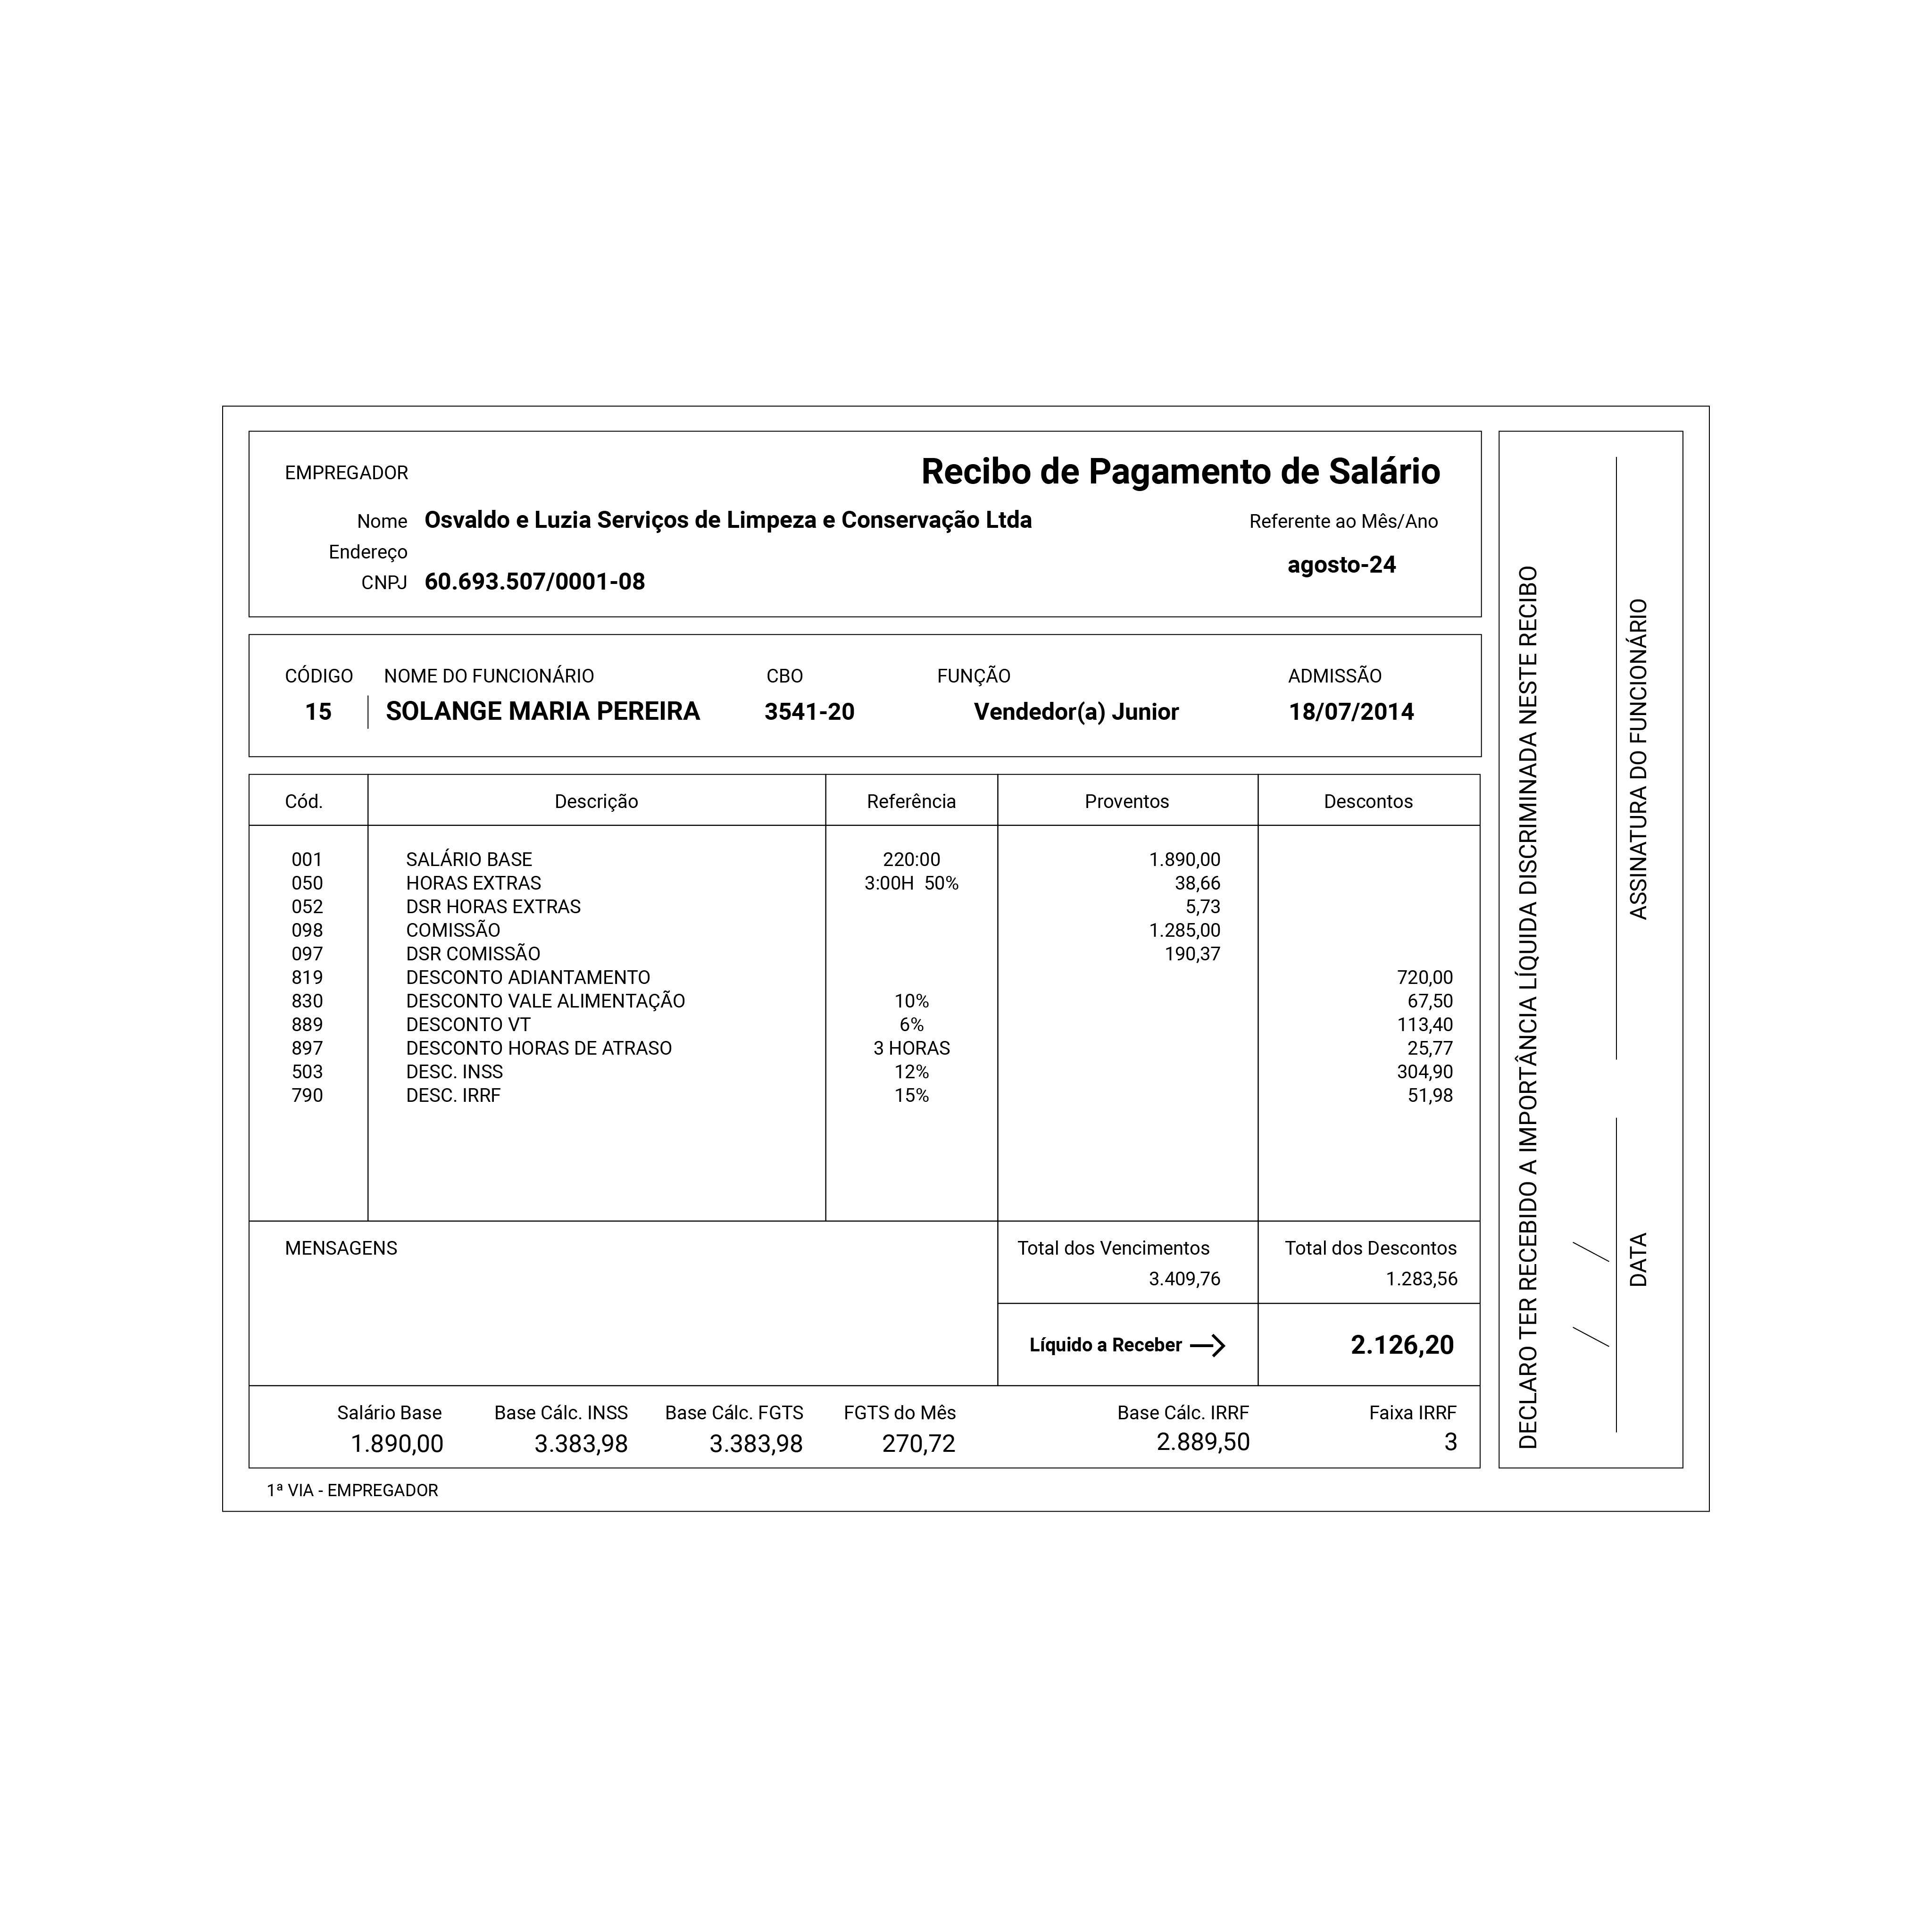 EMPREGADOR
Recibo de Pagamento de Salário
Nome Osvaldo e Luzia Serviços de Limpeza e Conservação Ltda
Referente ao Mês/Ano
Endereço
agosto-24
CNPJ 60.693.507/0001-08
CÓDIGO NOME DO FUNCIONÁRIO CBO FUNÇÃO ADMISSÃO
15 SOLANGE MARIA PEREIRA 3541-20 Vendedor(a) Junior 18/07/2014
Cód. Descrição Referência Proventos Descontos
001 SALÁRIO BASE 220:00 1.890,00
050 HORAS EXTRAS 3:00H 50% 38,66
052 DSR HORAS EXTRAS 5,73
098 COMISSÃO 1.285,00
097 DSR COMISSÃO 190,37
819 DESCONTO ADIANTAMENTO 720,00
830 DESCONTO VALE ALIMENTAÇÃO 10% 67,50
889 DESCONTO VT 6% 113,40
897 DESCONTO HORAS DE ATRASO 3 HORAS 25,77
503 DESC. INSS 12% 304,90
790 DESC. IRRF 15% 51,98
MENSAGENS Total dos Vencimentos Total dos Descontos
3.409,76 1.283,56
Líquido a Receber → 2.126,20
Salário Base Base Cálc. INSS Base Cálc. FGTS FGTS do Mês Base Cálc. IRRF Faixa IRRF
1.890,00 3.383,98 3.383,98 270,72 2.889,50 3
1ª VIA - EMPREGADOR
DECLARO TER RECEBIDO A IMPORTÂNCIA LÍQUIDA DISCRIMINADA NESTE RECIBO
/ /
DATA ASSINATURA DO FUNCIONÁRIO